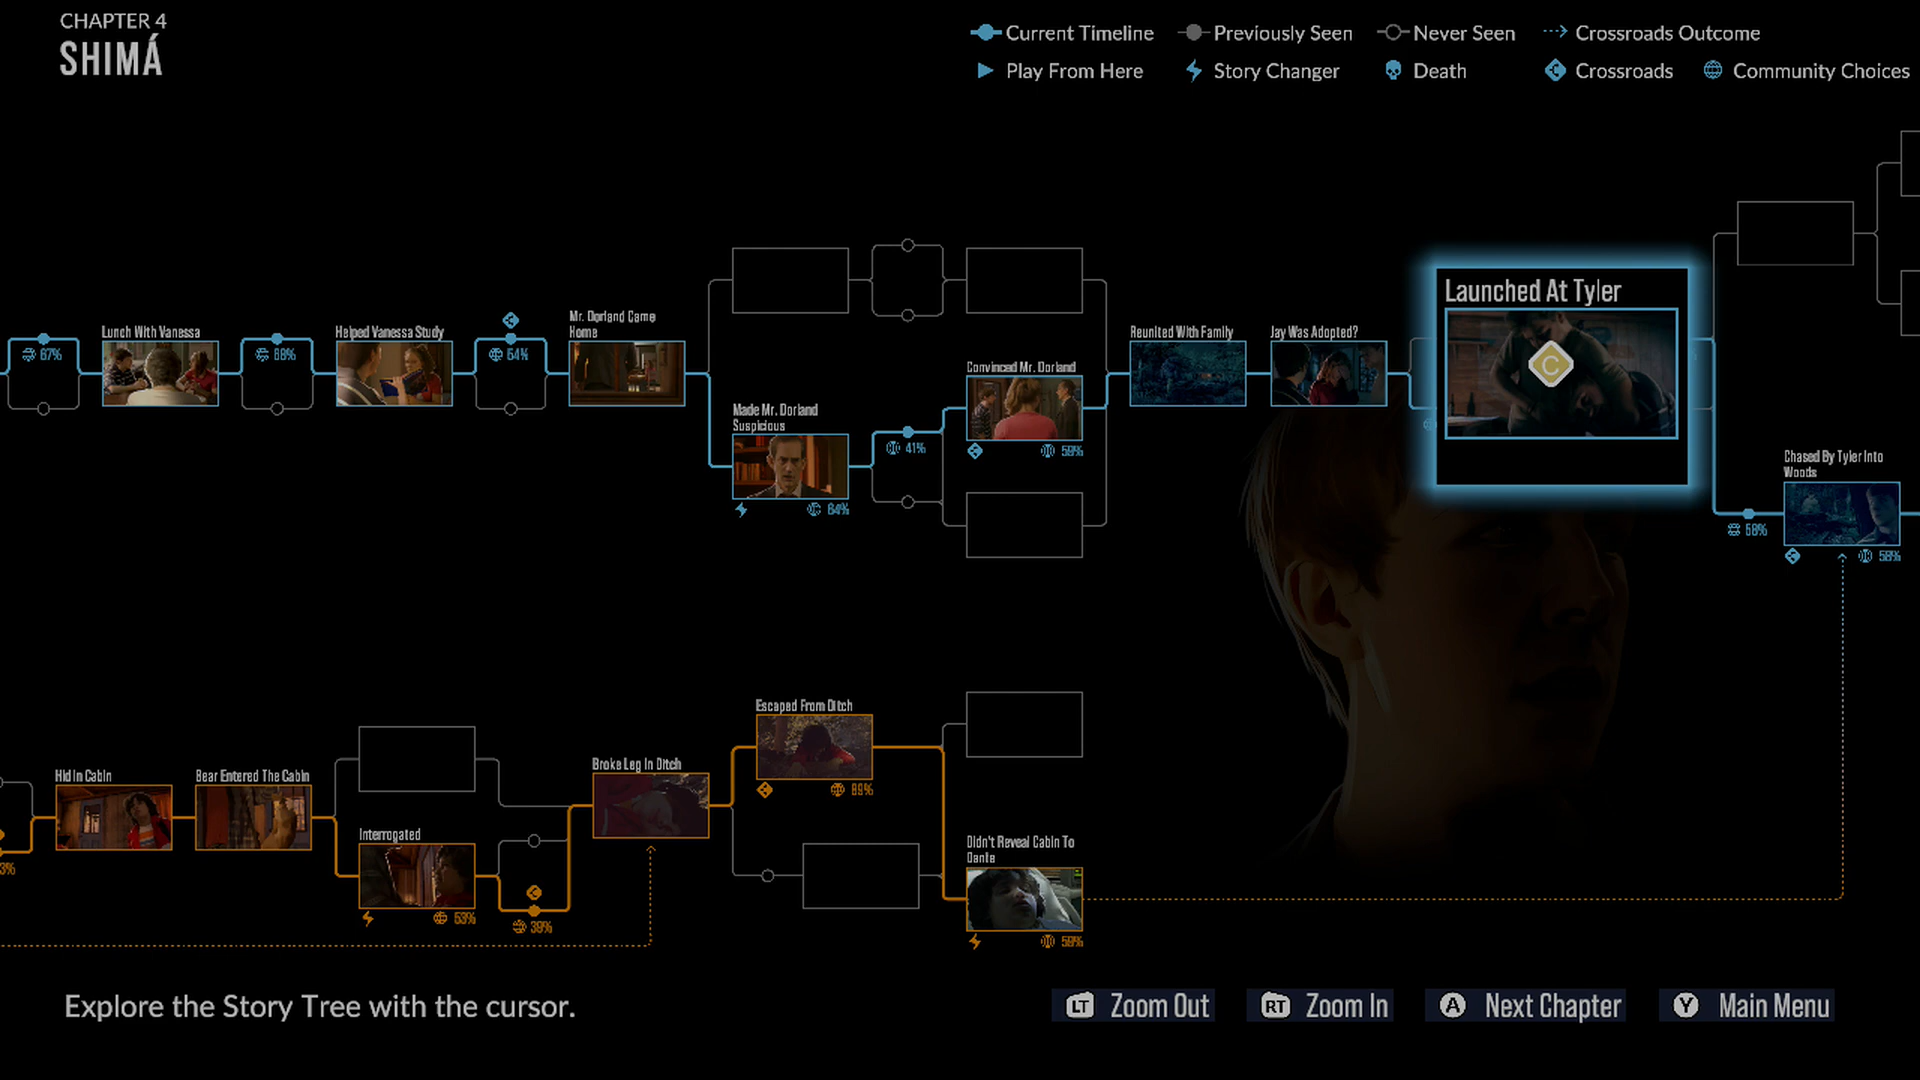 CHAPTER 4
SHIMÁ
Current Timeline
Previously Seen
Never Seen
Crossroads Outcome
Play From Here
Story Changer
Death
Crossroads
Community Choices
67%
Lunch With Vanessa
68%
Helped Vanessa Study
54%
Mr. Dorland Came
Home
Made Mr. Dorland
Suspicious
64%
41%
Convinced Mr. Dorland
59%
Reunited With Family
Jay Was Adopted?
Launched At Tyler
C
58%
Chased By Tyler Into
Woods
58%
3%
Hid In Cabin
Bear Entered The Cabin
Interrogated
53%
39%
Broke Leg In Ditch
Escaped From Ditch
89%
Didn't Reveal Cabin To
Dante
59%
Explore the Story Tree with the cursor.
LT Zoom Out
RT Zoom In
A Next Chapter
Y Main Menu